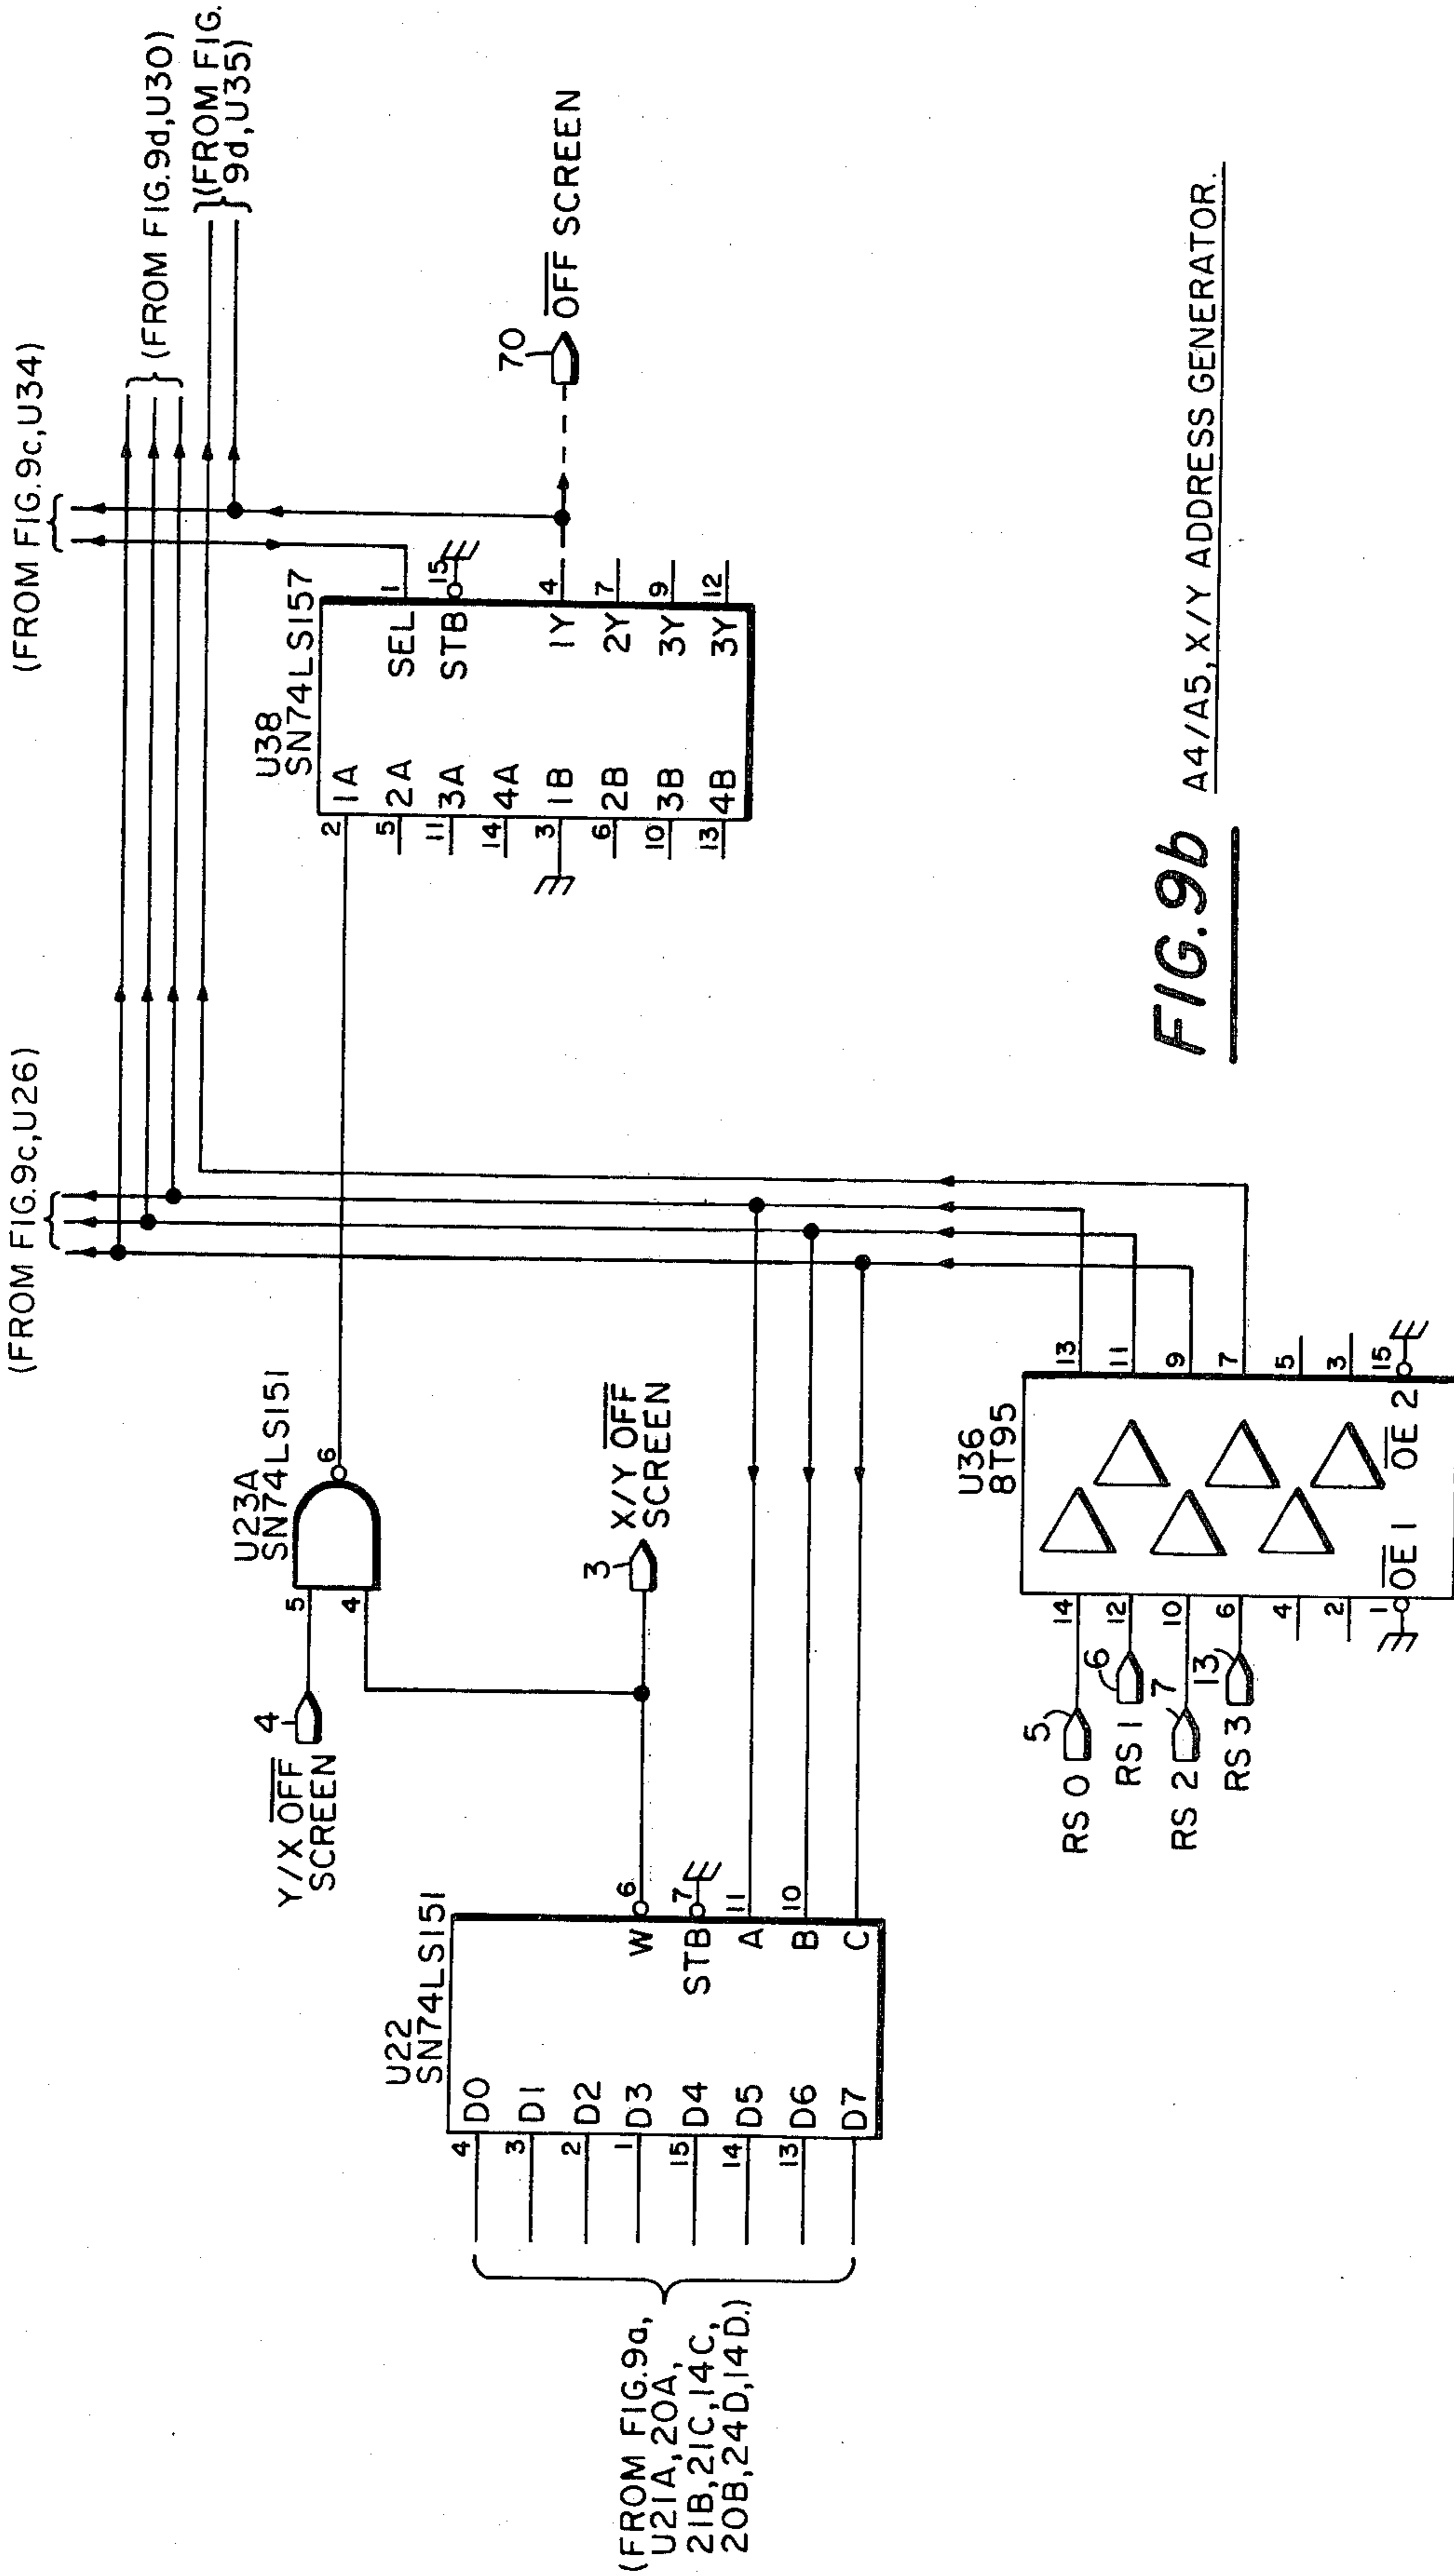 (FROM FIG.9c,U26)
(FROM FIG.9c,U34)
(FROM FIG.9d,U30)
(FROM FIG.
9d,U35)
Y/X OFF
SCREEN
4
5
4
U23A
SN74LS151
6
X/Y OFF
SCREEN
3
U22
SN74LS151
4 D0
3 D1
2 D2
1 D3
15 D4
14 D5
13 D6
D7
W 6
STB 7
A 11
B 10
C
(FROM FIG.9a,
U21A,20A,
21B,21C,14C,
20B,24D,14D.)
U38
SN74LS157
2 1A
5 2A
11 3A
14 4A
3 1B
6 2B
10 3B
13 4B
SEL 1
STB 15
1Y 4
2Y 7
3Y 9
3Y 12
70
OFF SCREEN
U36
8T95
RS 0 5 14
RS 1 6 12
RS 2 7 10
RS 3 13 6
4
2
1 OE 1
13
11
9
7
5
3
OE 2 15
FIG.9b A4/A5, X/Y ADDRESS GENERATOR.